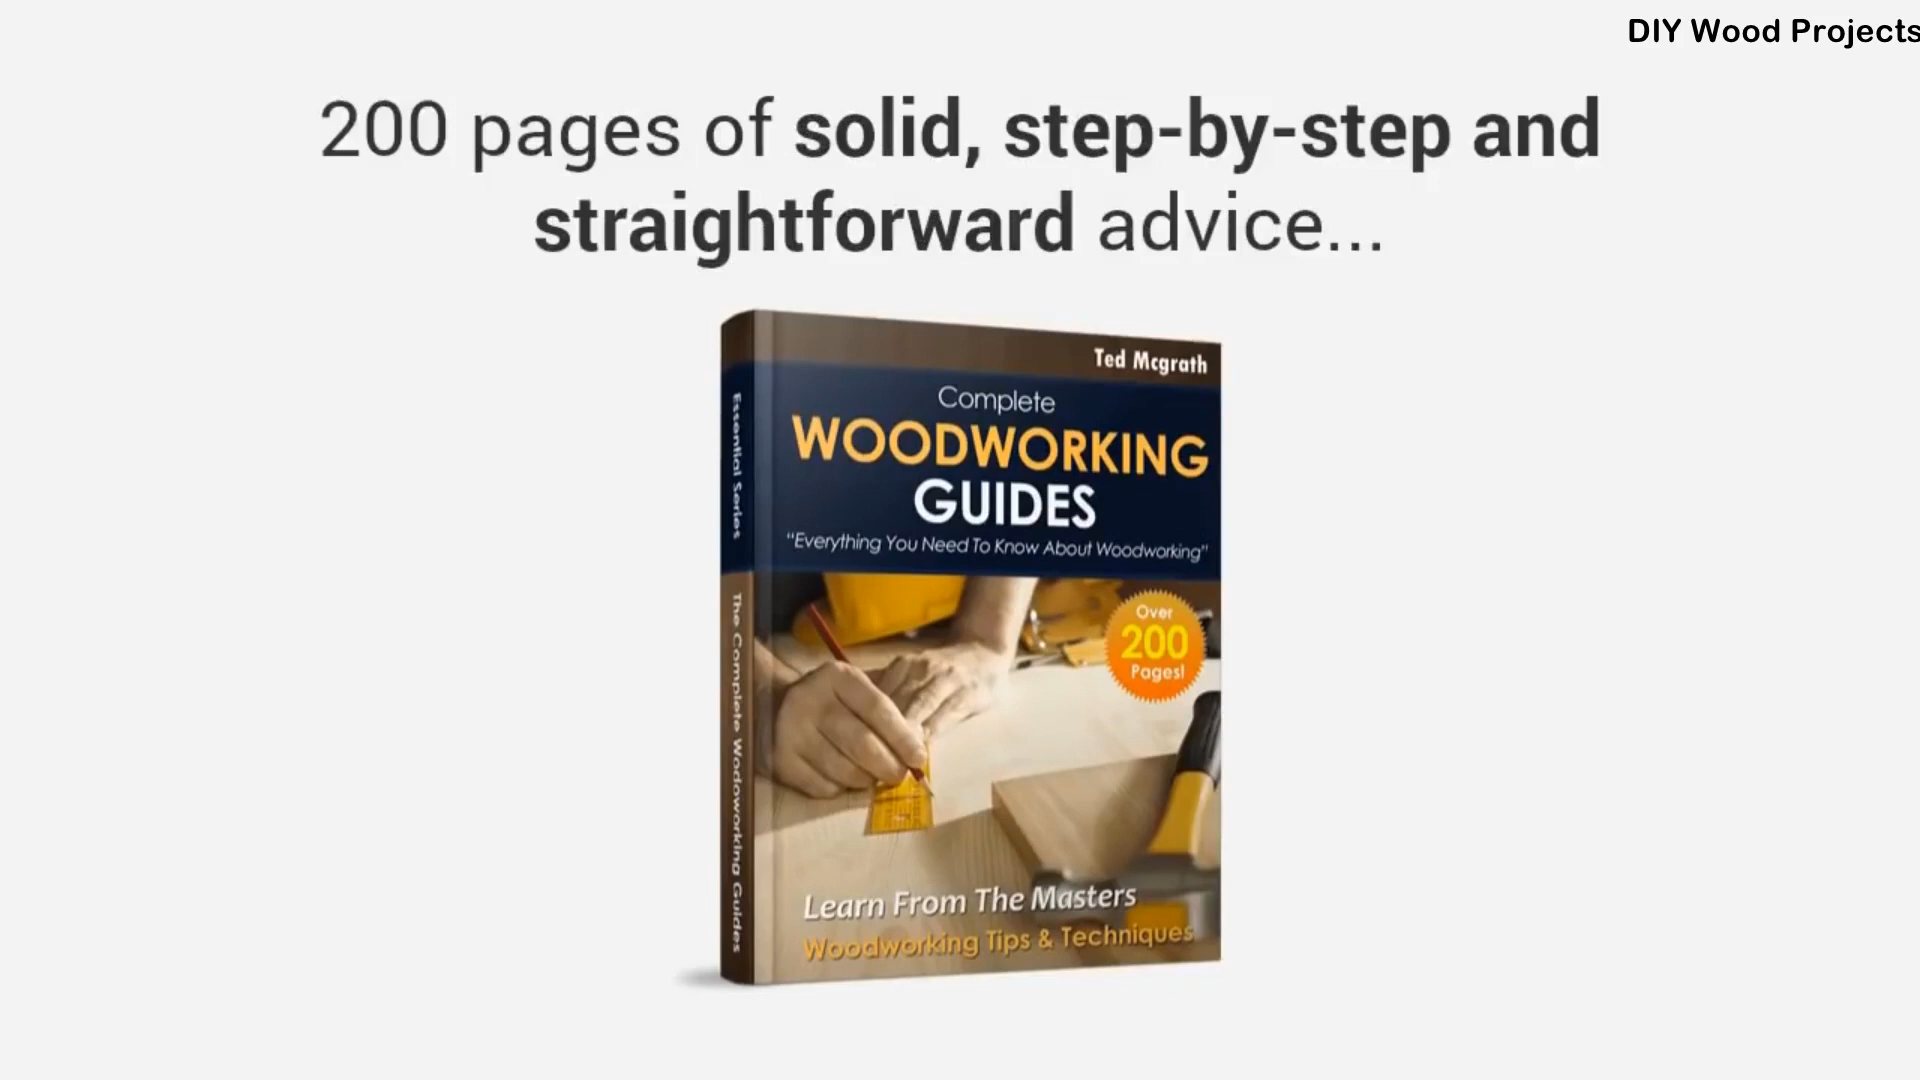 DIY Wood Projects
200 pages of solid, step-by-step and
straightforward advice...
Ted Mcgrath
Complete
WOODWORKING
GUIDES
"Everything You Need To Know About Woodworking"
Over
200
Pages!
Learn From The Masters
Woodworking Tips & Techniques
Essential Series
The Complete Wodoworking Guides